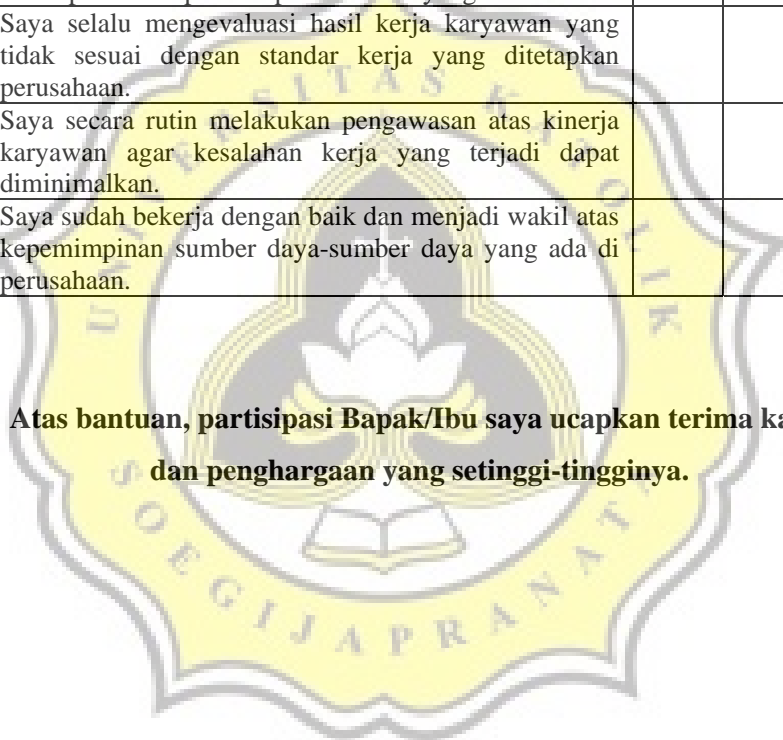 Saya selalu mengevaluasi hasil kerja karyawan yang
tidak sesuai dengan standar kerja yang ditetapkan
perusahaan.
Saya secara rutin melakukan pengawasan atas kinerja
karyawan agar kesalahan kerja yang terjadi dapat
diminimalkan.
Saya sudah bekerja dengan baik dan menjadi wakil atas
kepemimpinan sumber daya-sumber daya yang ada di
perusahaan.
Atas bantuan, partisipasi Bapak/Ibu saya ucapkan terima
dan penghargaan yang setinggi-tingginya.
UNIVERSITAS KATOLIK
SOEGIJAPRANATA